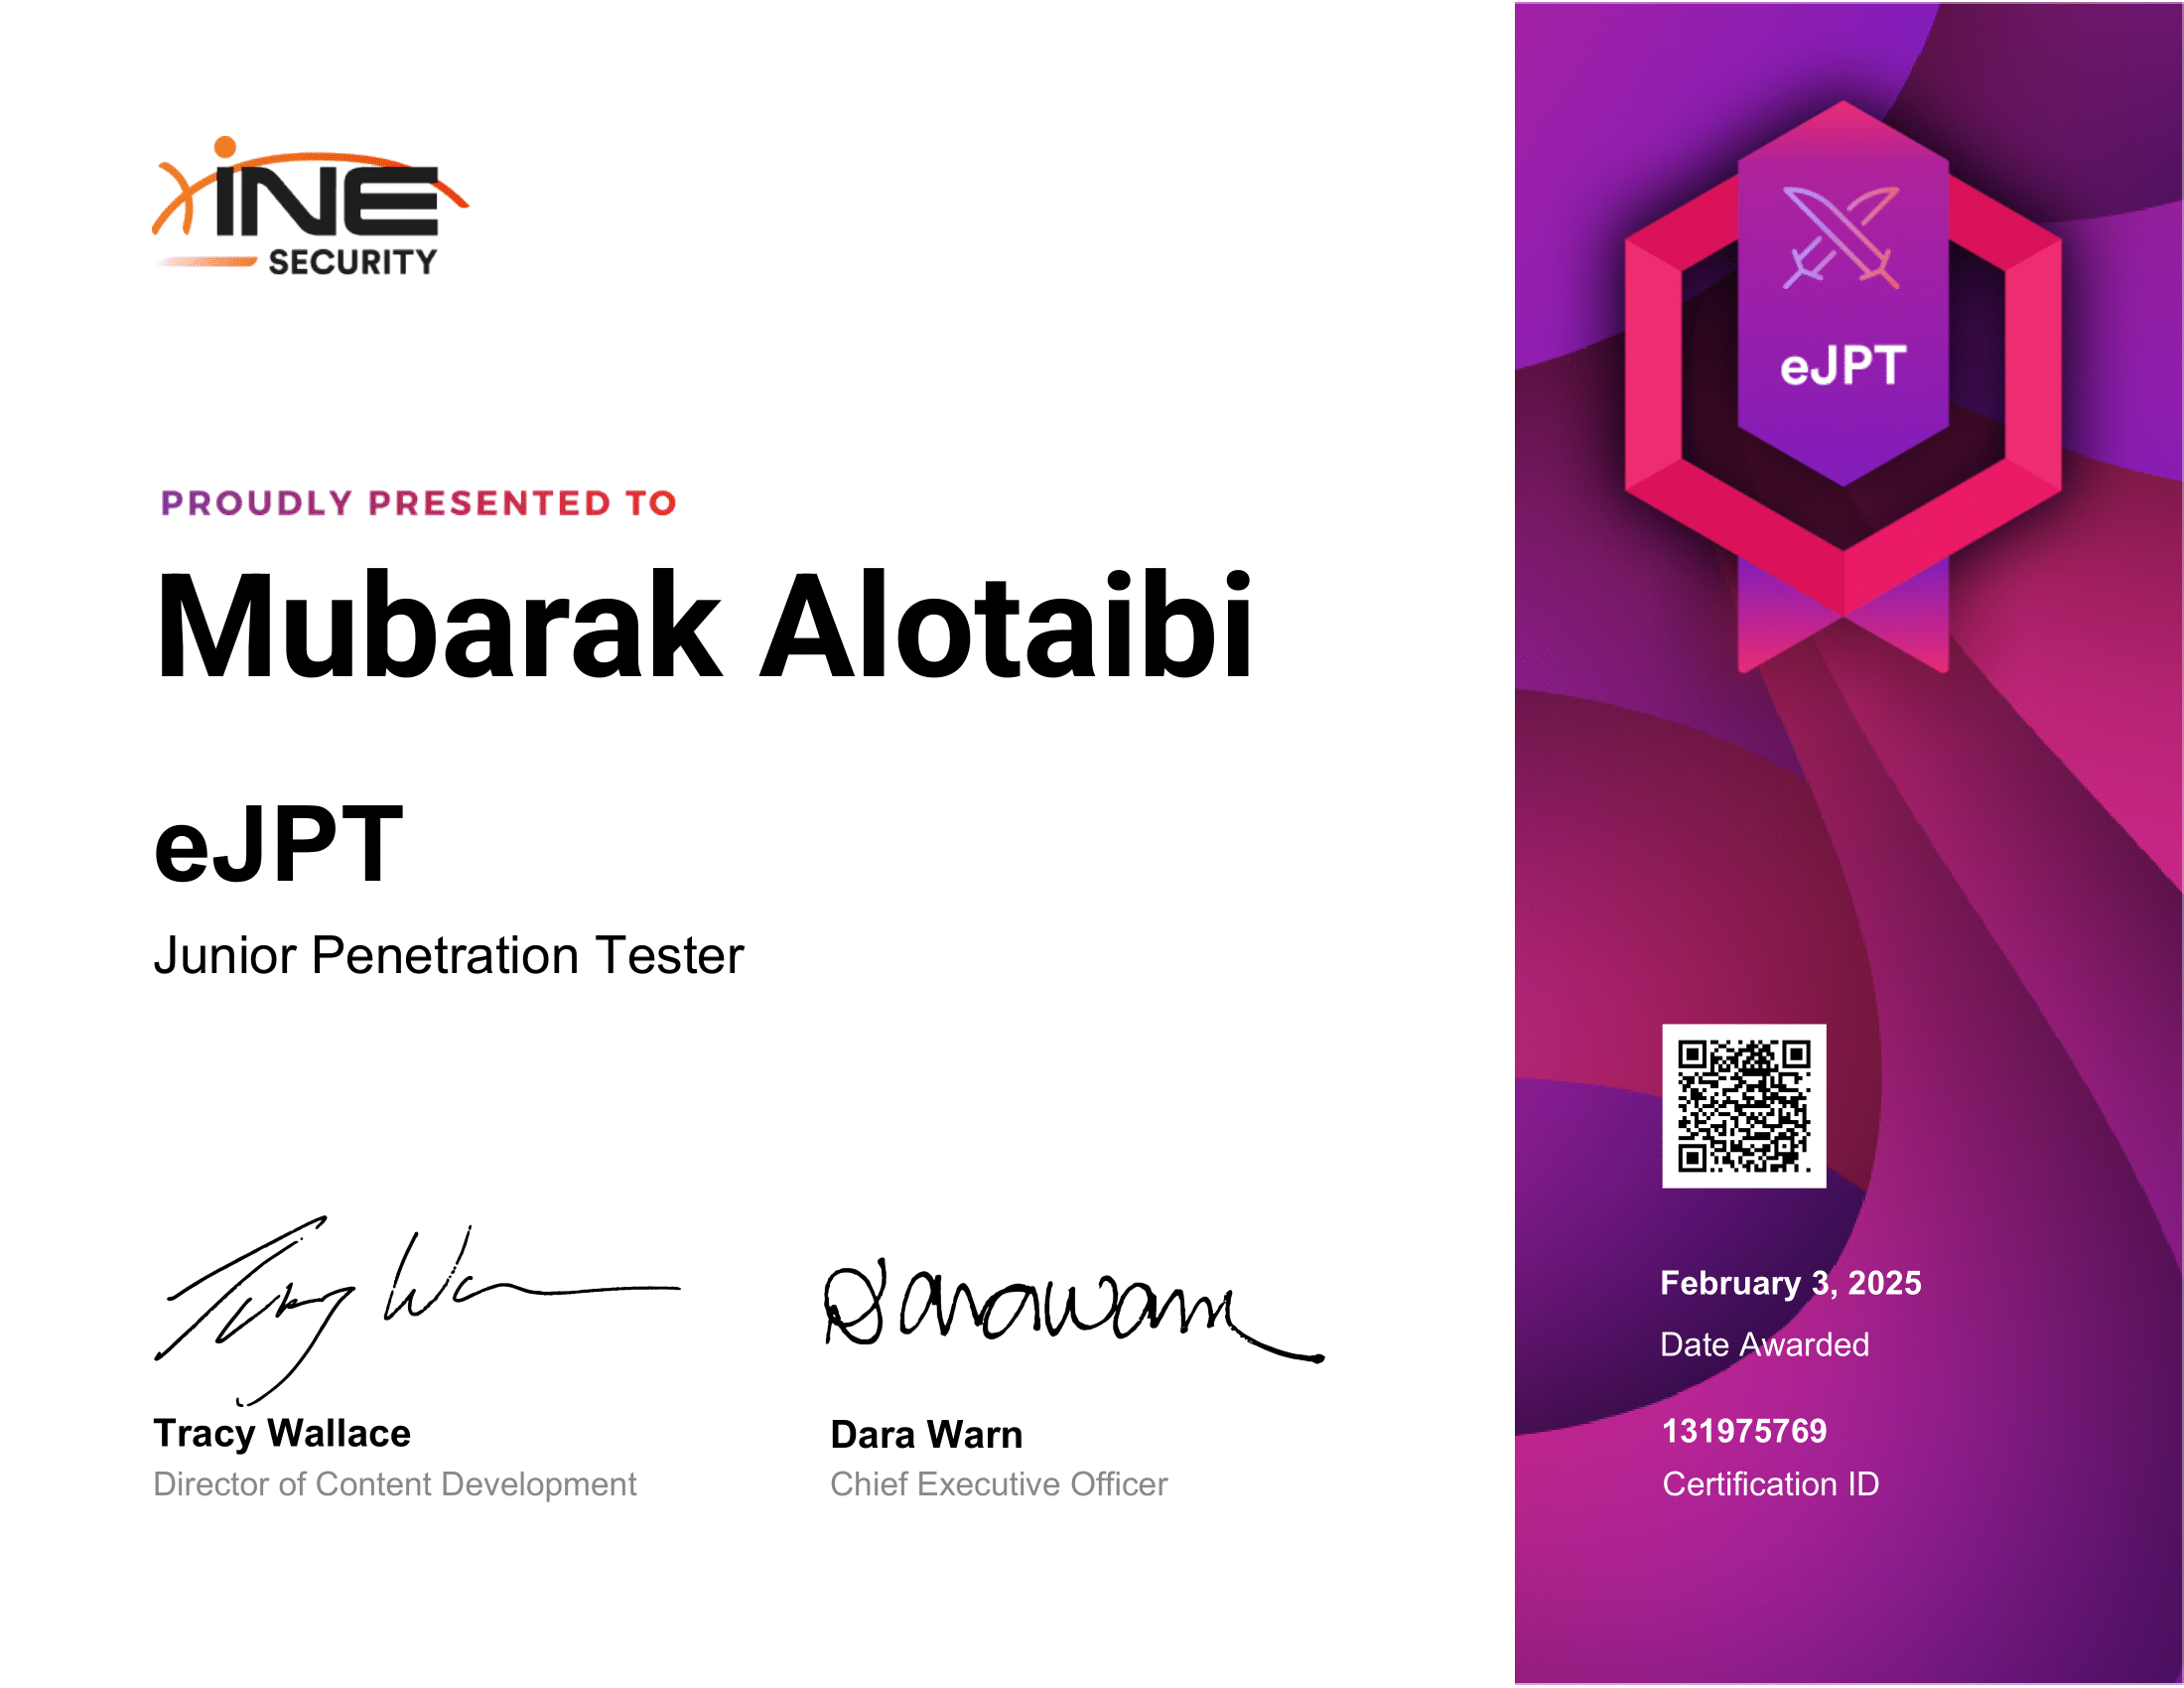 INE
SECURITY
PROUDLY PRESENTED TO
Mubarak Alotaibi
eJPT
Junior Penetration Tester
Tracy Wallace
Director of Content Development
Dara Warn
Chief Executive Officer
eJPT
February 3, 2025
Date Awarded
131975769
Certification ID